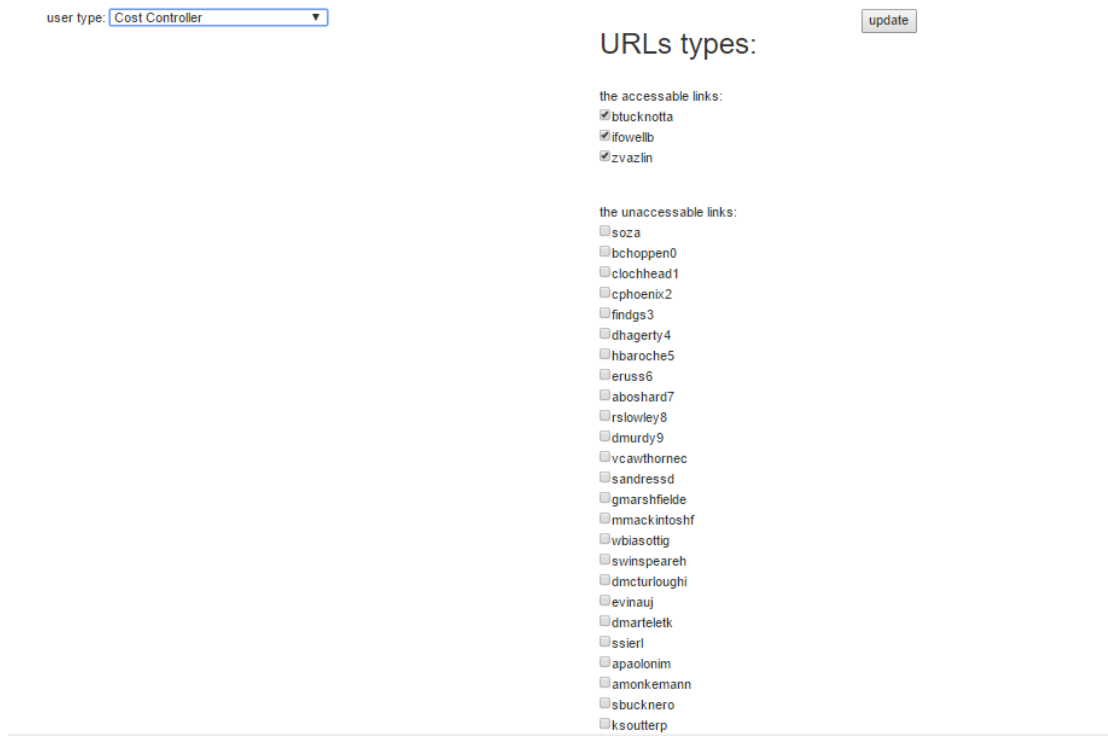 user type: Cost Controller
update
URLs types:
the accessable links:
btucknotta
ifowellb
zvazlin
the unaccessable links:
soza
bchoppen0
clochhead1
cphoenix2
findgs3
dhagerty4
hbaroche5
eruss6
aboshard7
rslowley8
dmurdy9
vcawthornec
sandressd
gmarshfielde
mmackintoshf
wbiasottig
swinspeareh
dmcturloughi
evinauj
dmarteletk
ssierl
apaolonim
amonkemann
sbucknero
ksoutterp